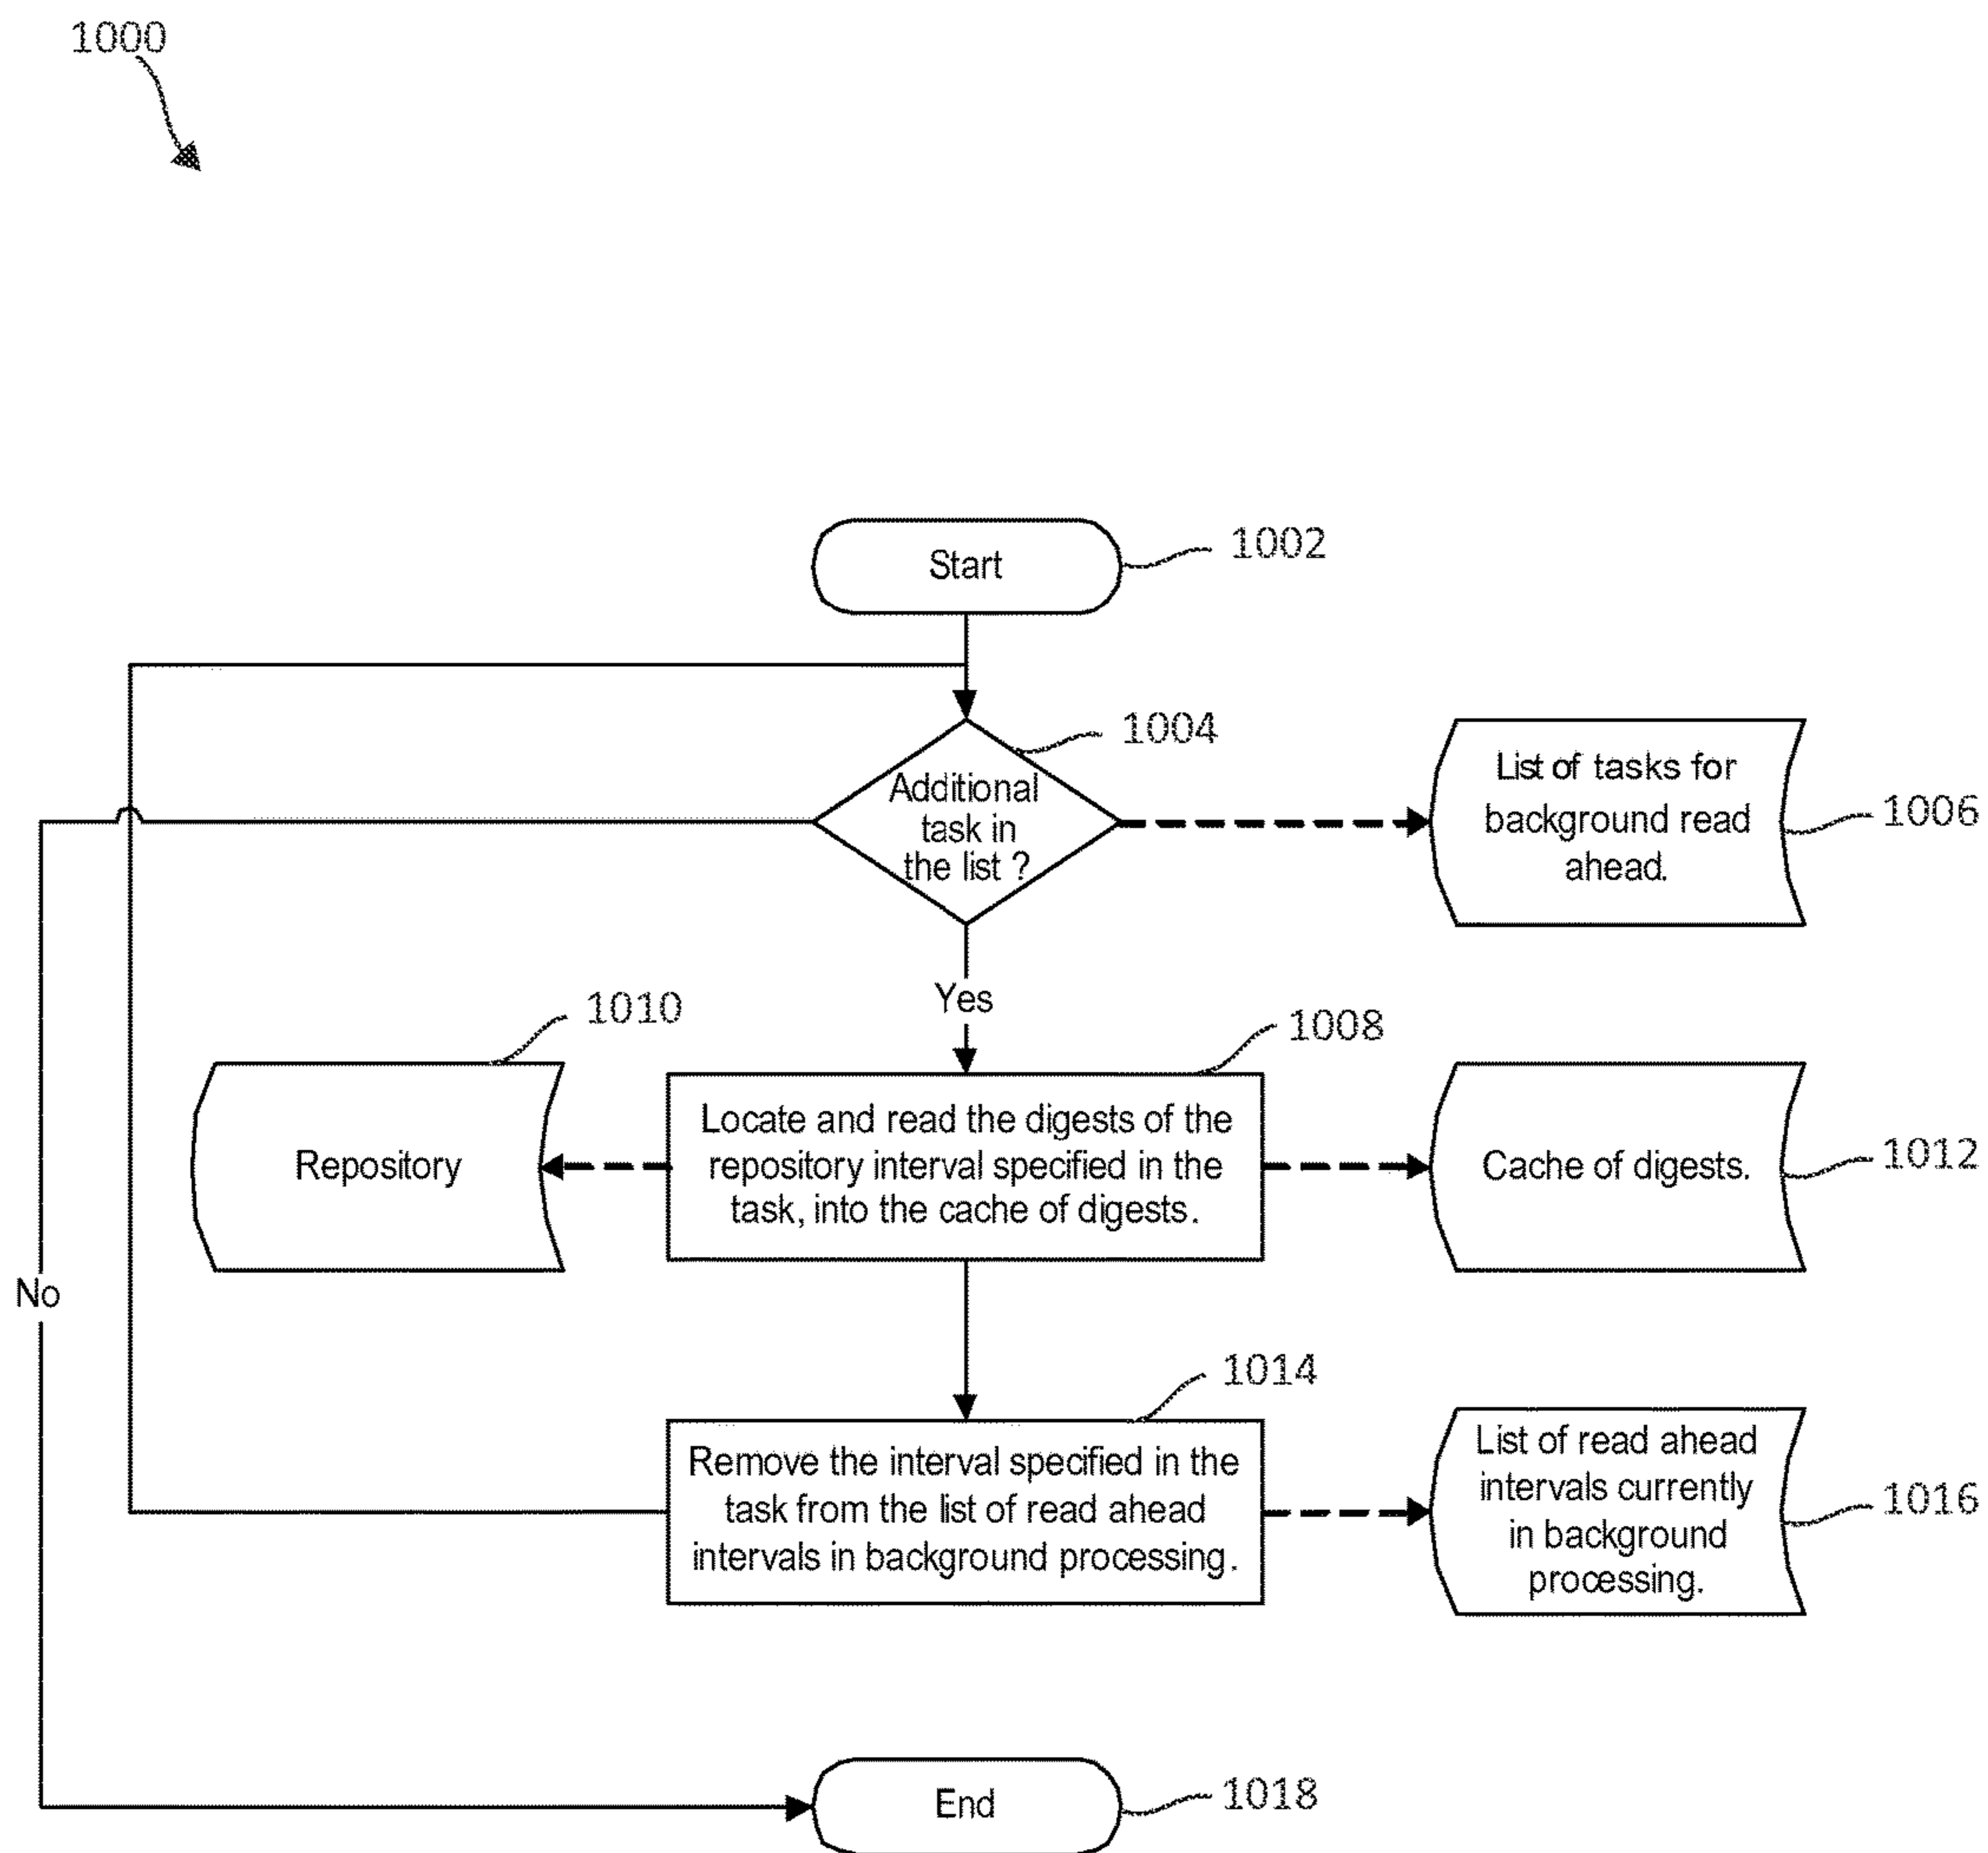 1000
Start
1002
1004
Additional
task in
the list ?
List of tasks for
background read
ahead.
1006
Yes
1010
1008
Repository
Locate and read the digests of the
repository interval specified in the
task, into the cache of digests.
Cache of digests.
1012
No
1014
Remove the interval specified in the
task from the list of read ahead
intervals in background processing.
List of read ahead
intervals currently
in background
processing.
1016
End
1018